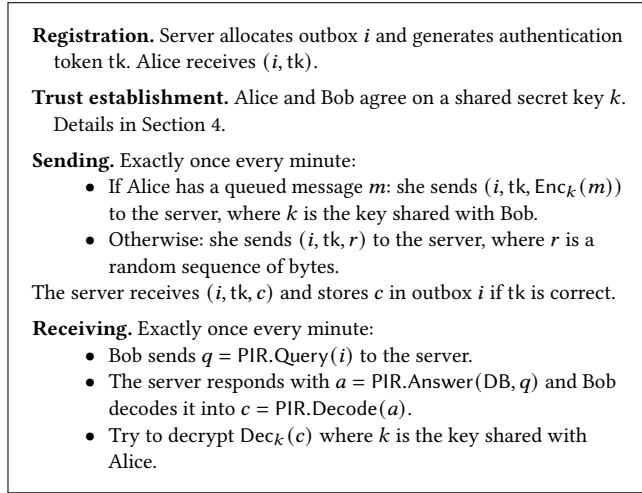 Registration. Server allocates outbox i and generates authentication
token tk. Alice receives (i, tk).
Trust establishment. Alice and Bob agree on a shared secret key k.
Details in Section 4.
Sending. Exactly once every minute:
• If Alice has a queued message m: she sends (i, tk, Enc_k(m))
to the server, where k is the key shared with Bob.
• Otherwise: she sends (i, tk, r) to the server, where r is a
random sequence of bytes.
The server receives (i, tk, c) and stores c in outbox i if tk is correct.
Receiving. Exactly once every minute:
• Bob sends q = PIR.Query(i) to the server.
• The server responds with a = PIR.Answer(DB, q) and Bob
decodes it into c = PIR.Decode(a).
• Try to decrypt Dec_k(c) where k is the key shared with
Alice.